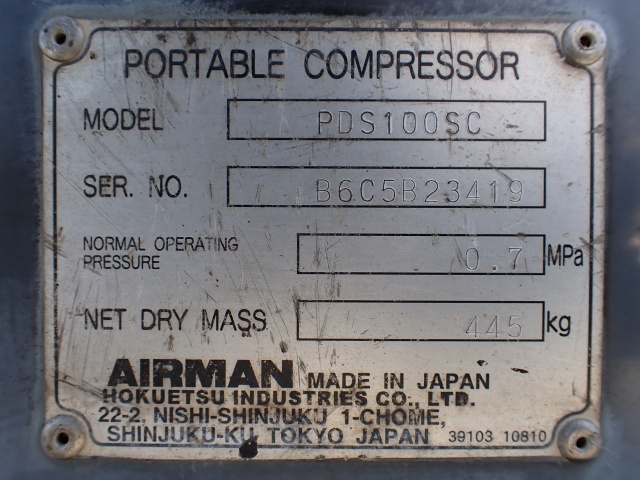 PORTABLE COMPRESSOR
MODEL PDS100SC
SER. NO. B6C5B23419
NORMAL OPERATING
PRESSURE 0.7 MPa
NET DRY MASS 445 kg
AIRMAN MADE IN JAPAN
HOKUETSU INDUSTRIES CO., LTD.
22-2, NISHI-SHINJUKU 1-CHOME,
SHINJUKU-KU TOKYO JAPAN 39103 10810